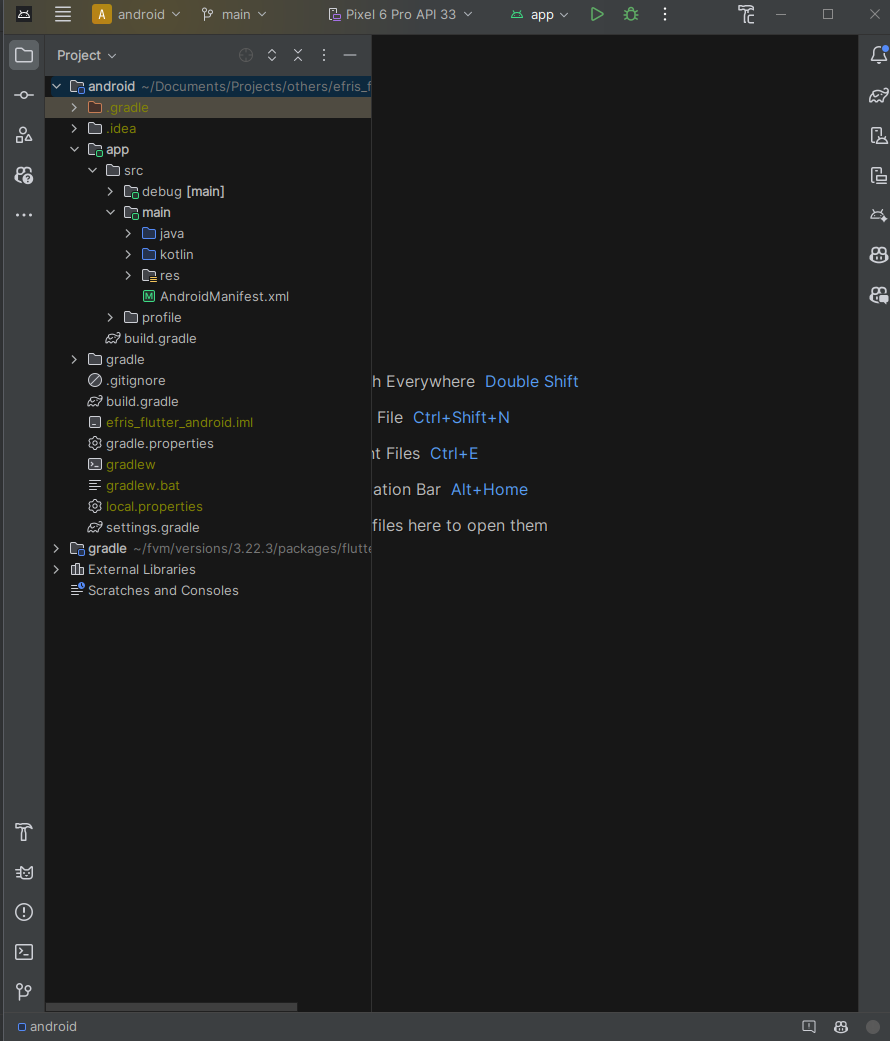 A android main Pixel 6 Pro API 33 app
Project
android ~/Documents/Projects/others/efris_f
.gradle
.idea
app
src
debug [main]
main
java
kotlin
res
M AndroidManifest.xml
profile
build.gradle
gradle
.gitignore
build.gradle
efris_flutter_android.iml
gradle.properties
gradlew
gradlew.bat
local.properties
settings.gradle
gradle ~/fvm/versions/3.22.3/packages/flutte
External Libraries
Scratches and Consoles
h Everywhere Double Shift
File Ctrl+Shift+N
nt Files Ctrl+E
ation Bar Alt+Home
files here to open them
android